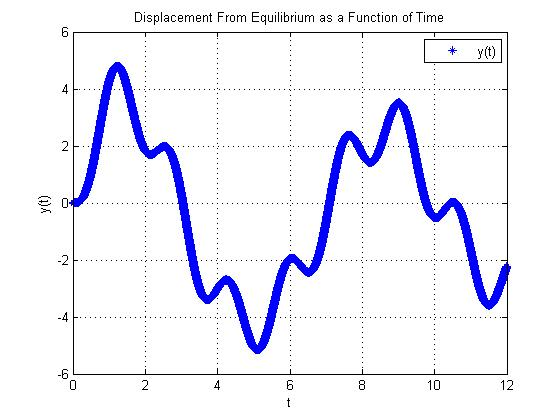 Displacement From Equilibrium as a Function of Time
6
y(t)
4
2
0
y(t)
-2
-4
-6
0 2 4 6 8 10 12
t